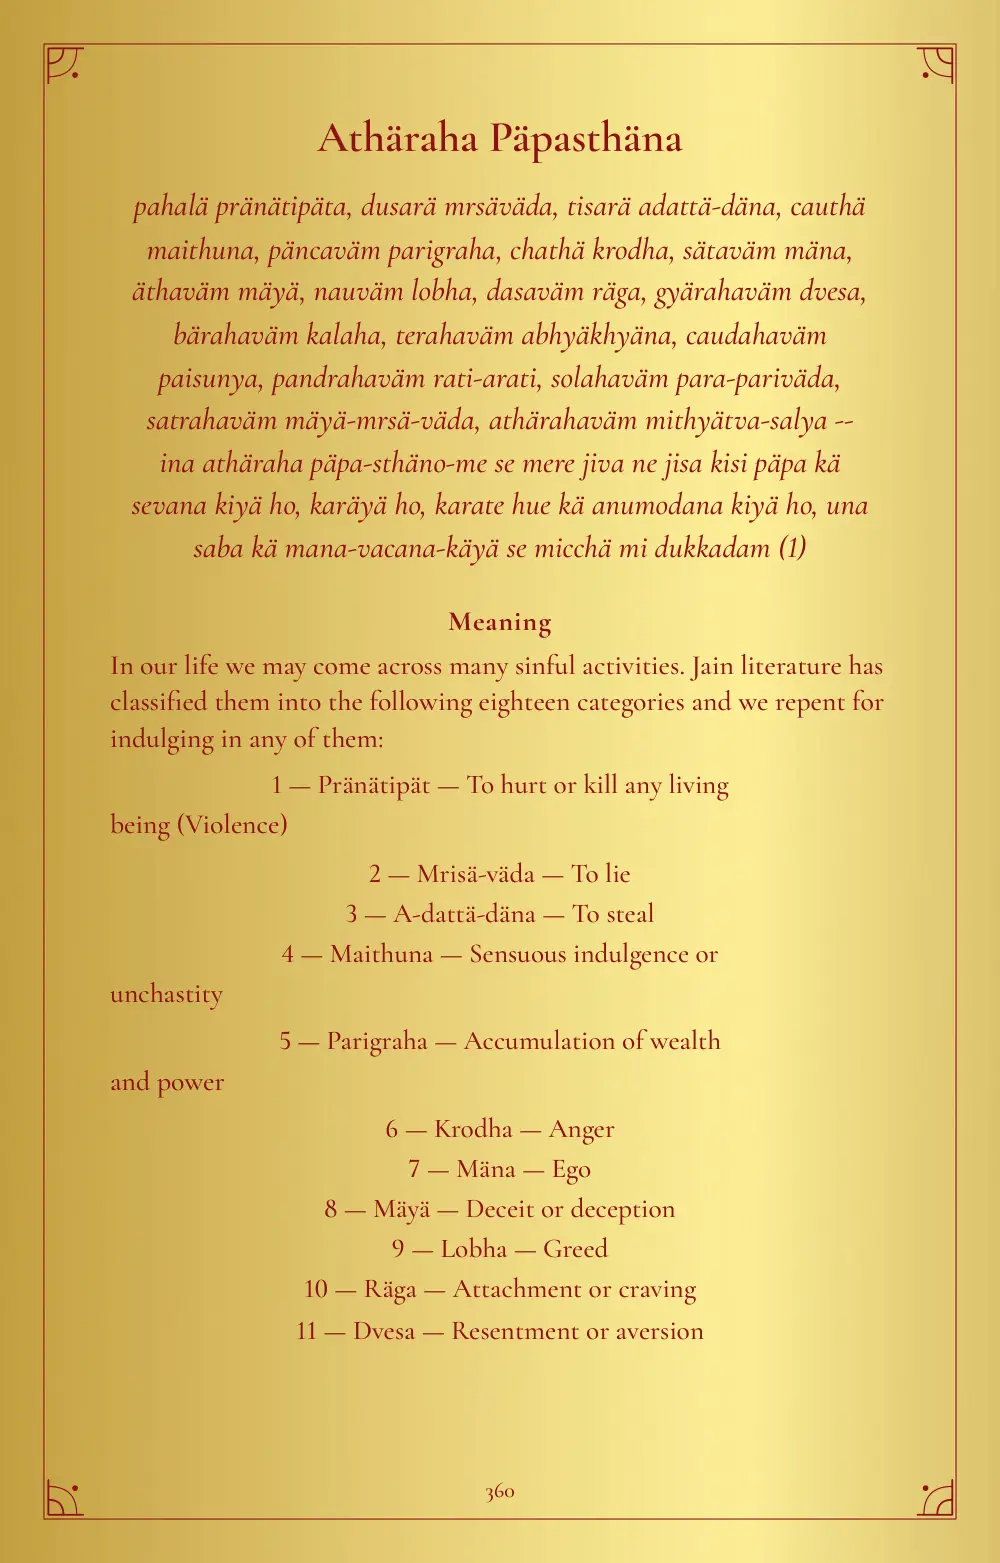 Athäraha Päpasthäna
pahalä pränätipäta, dusarä mrsäväda, tisarä adattä-däna, cauthä
maithuna, päncaväm parigraha, chathä krodha, sätaväm mäna,
äthaväm mäyä, nauväm lobha, dasaväm räga, gyärahaväm dvesa,
bärahaväm kalaha, terahaväm abhyäkhyäna, caudahaväm
paisunya, pandrahaväm rati-arati, solahaväm para-pariväda,
satrahaväm mäyä-mrsä-väda, athärahaväm mithyätva-salya --
ina athäraha päpa-sthäno-me se mere jiva ne jisa kisi päpa kä
sevana kiyä ho, karäyä ho, karate hue kä anumodana kiyä ho, una
saba kä mana-vacana-käyä se micchä mi dukkadam (1)
Meaning
In our life we may come across many sinful activities. Jain literature has
classified them into the following eighteen categories and we repent for
indulging in any of them:
1 — Pränätipät — To hurt or kill any living
being (Violence)
2 — Mrisä-väda — To lie
3 — A-dattä-däna — To steal
4 — Maithuna — Sensuous indulgence or
unchastity
5 — Parigraha — Accumulation of wealth
and power
6 — Krodha — Anger
7 — Mäna — Ego
8 — Mäyä — Deceit or deception
9 — Lobha — Greed
10 — Räga — Attachment or craving
11 — Dvesa — Resentment or aversion
360